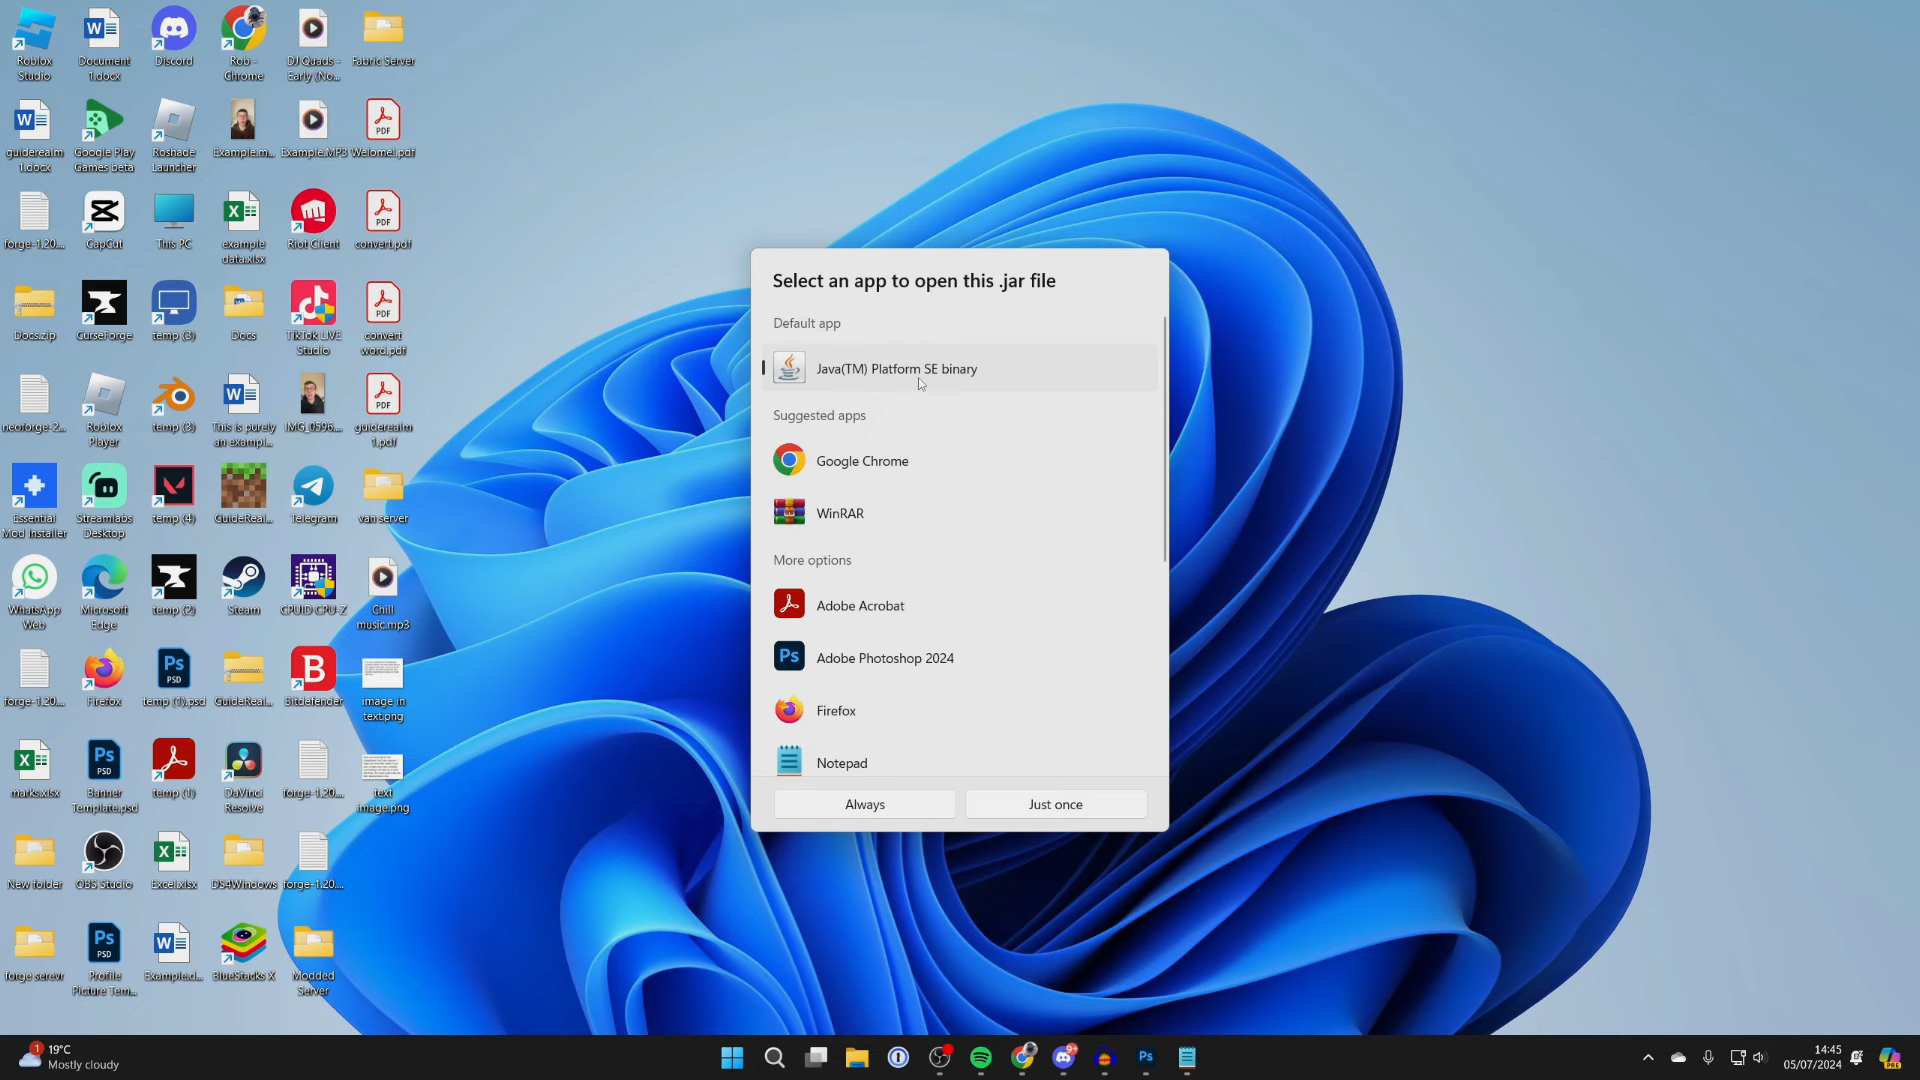 Roblox Studio
Document 1.docx
Discord
Rob - Chrome
DJ Quads - Early (No...
Fabric Server
guiderealm 1.docx
Google Play Games beta
Roshade Launcher
Example.m...
Example.MP3
Welome!.pdf
forge-1.20....
CapCut
This PC
example data.xlsx
Riot Client
convert.pdf
Docs.zip
CurseForge
temp (3)
Docs
TikTok LIVE Studio
convert word.pdf
neoforge-2...
Roblox Player
temp (3)
This is purely an exampl...
IMG_0596....
guiderealm 1.pdf
Essential Mod Installer
Streamlabs Desktop
temp (4)
GuideReal...
Telegram
van server
WhatsApp Web
Microsoft Edge
temp (2)
Steam
CPUID CPU-Z
Chill music.mp3
forge-1.20....
Firefox
temp (1).psd
GuideReal...
Bitdefender
image in text.png
marks.xlsx
Banner Template.psd
temp (1)
DaVinci Resolve
forge-1.20....
text image.png
New folder
OBS Studio
Excel.xlsx
DS4Windows
forge-1.20....
forge serevr
Profile Picture Tem...
Example.d...
BlueStacks X
Modded Server
Select an app to open this .jar file
Default app
Java(TM) Platform SE binary
Suggested apps
Google Chrome
WinRAR
More options
Adobe Acrobat
Adobe Photoshop 2024
Firefox
Notepad
Always
Just once
1
19°C
Mostly cloudy
9+
14:45
05/07/2024